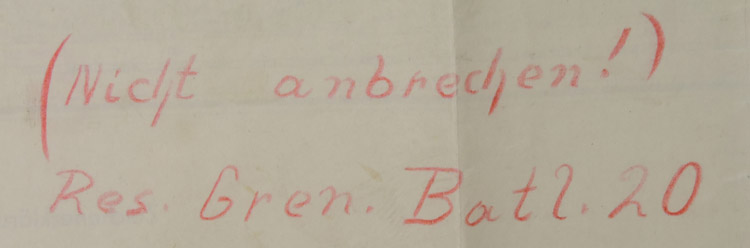 (Nicht anbrechen!)
Res. Gren. Batl. 20